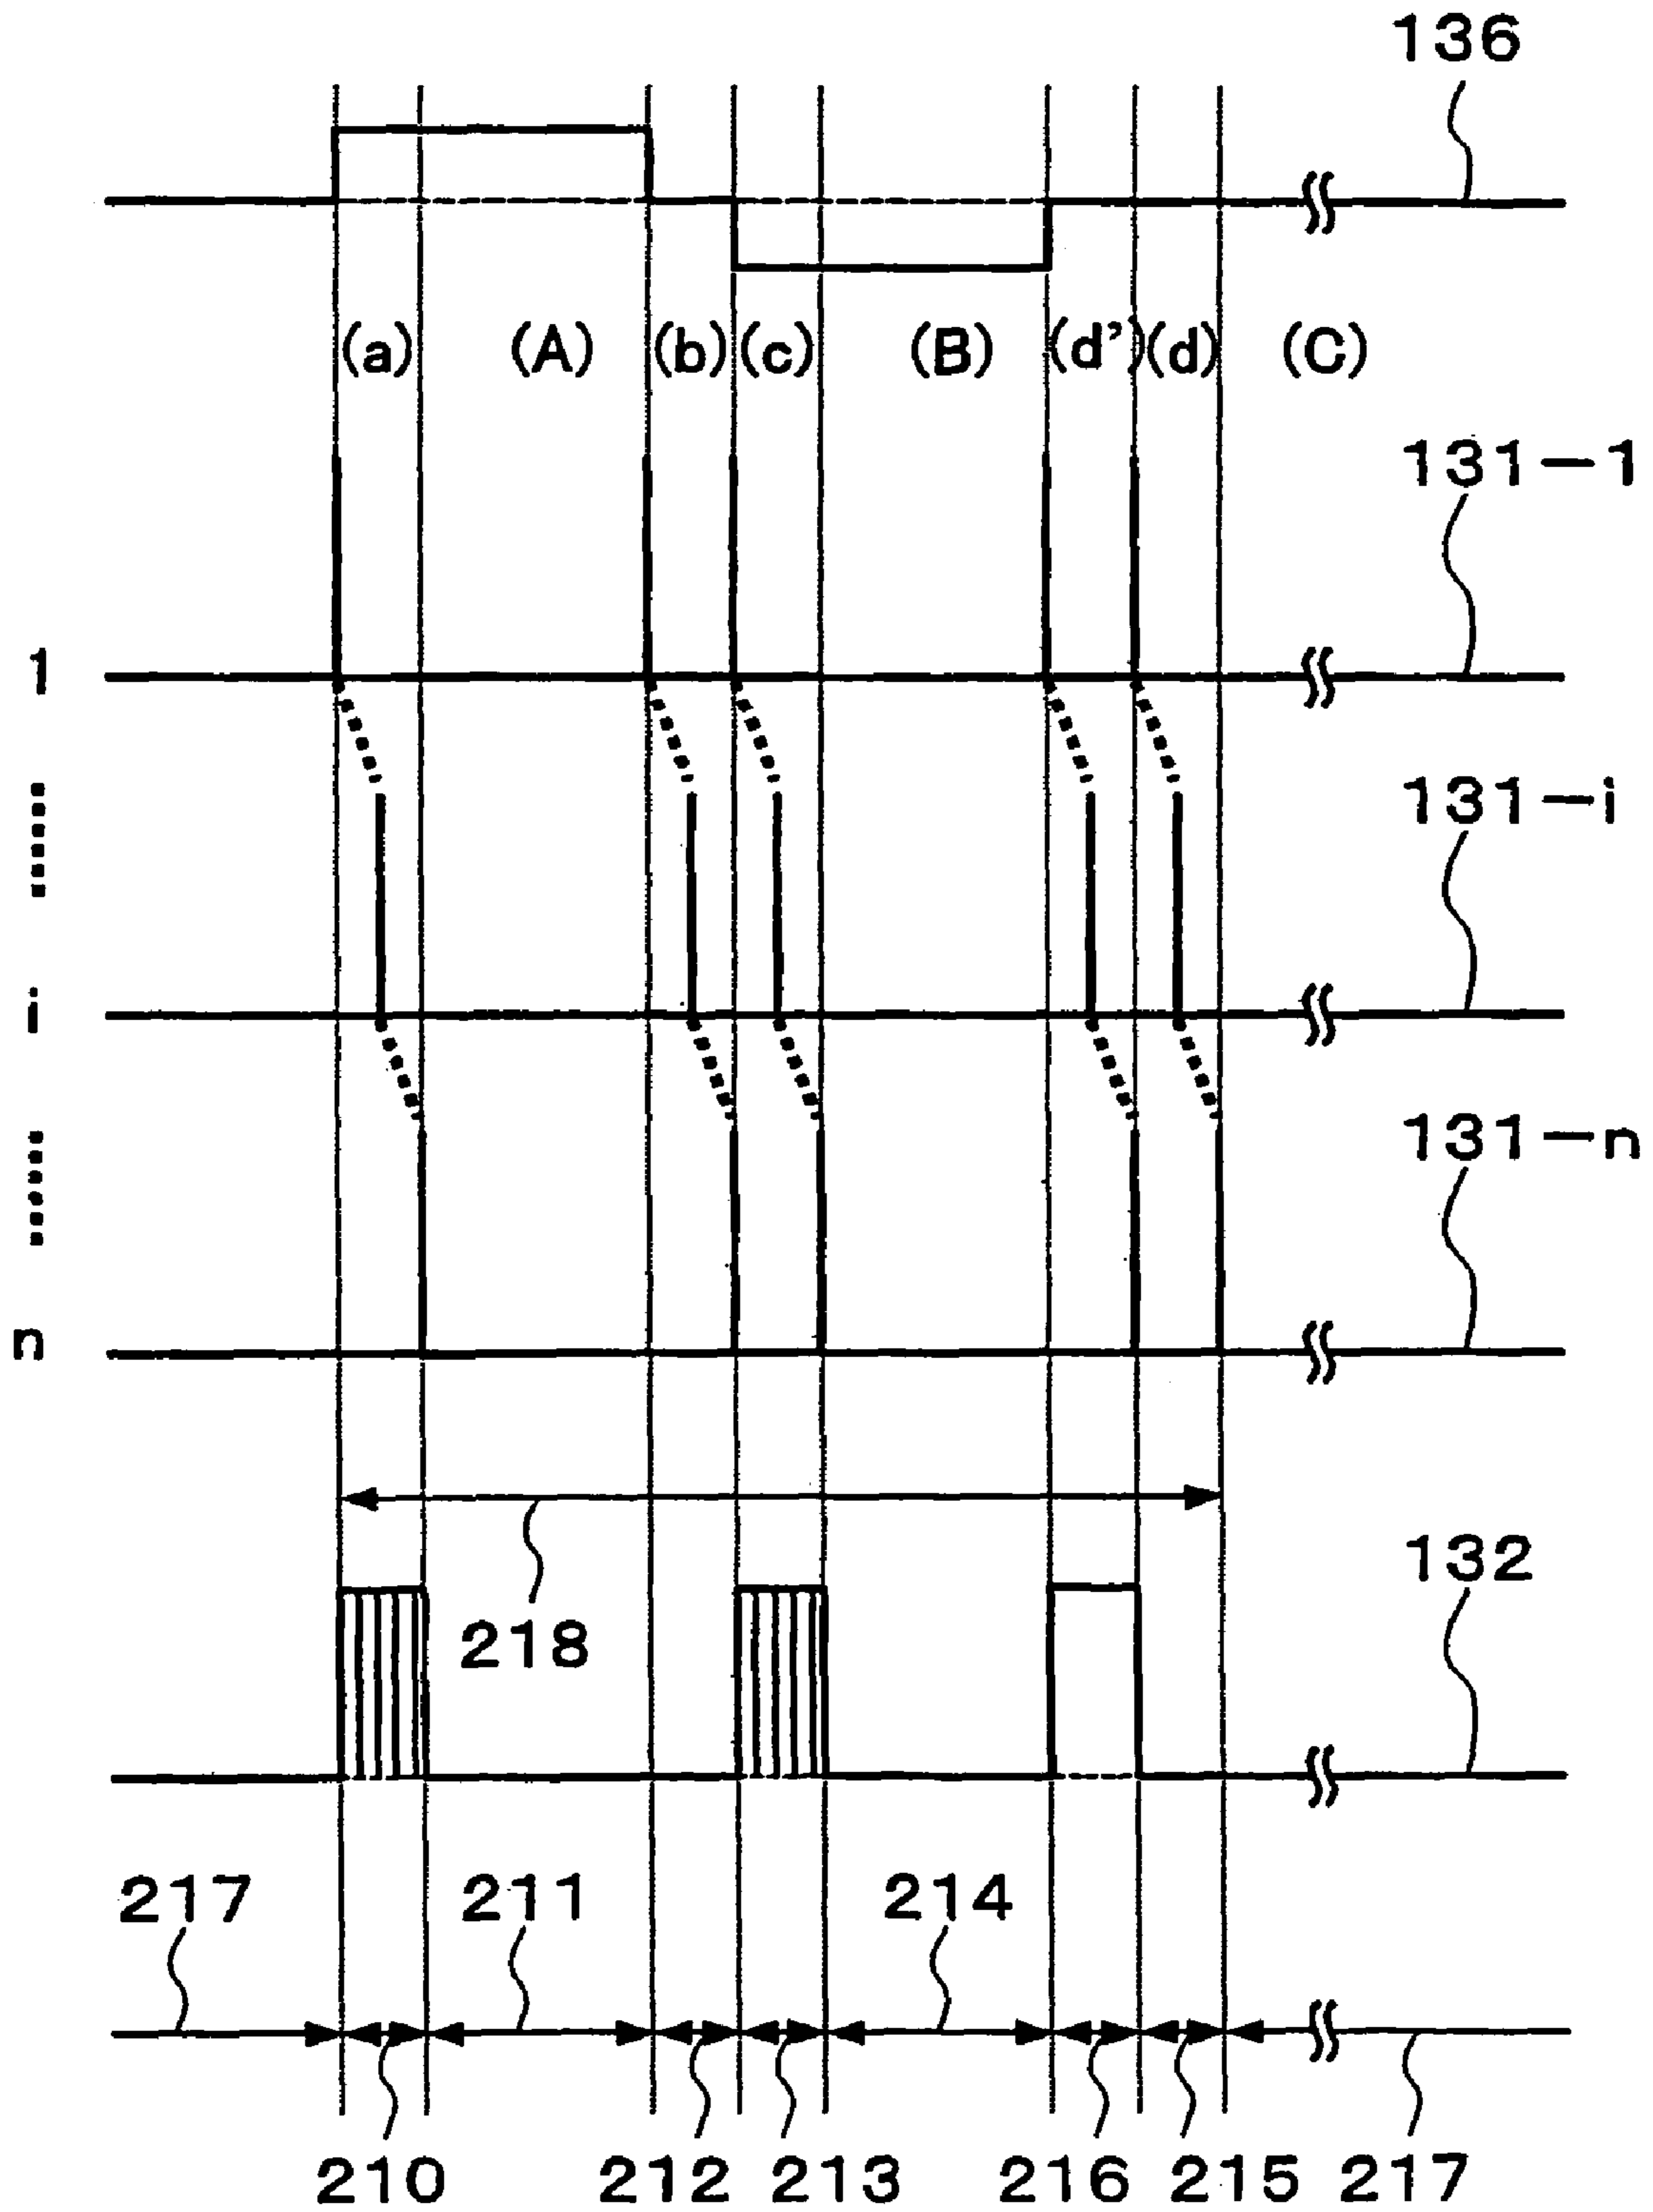 136
(a) (A) (b) (c) (B) (d') (d) (C)
131-1
1
131-i
i
131-n
n
132
218
217 211 214
210 212 213 216 215 217